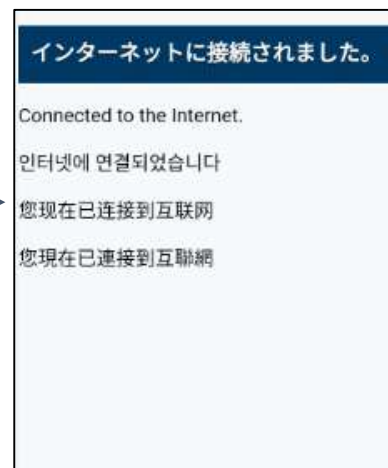 インターネットに接続されました。
Connected to the Internet.
인터넷에 연결되었습니다
您现在已连接到互联网
您現在已連接到互聯網